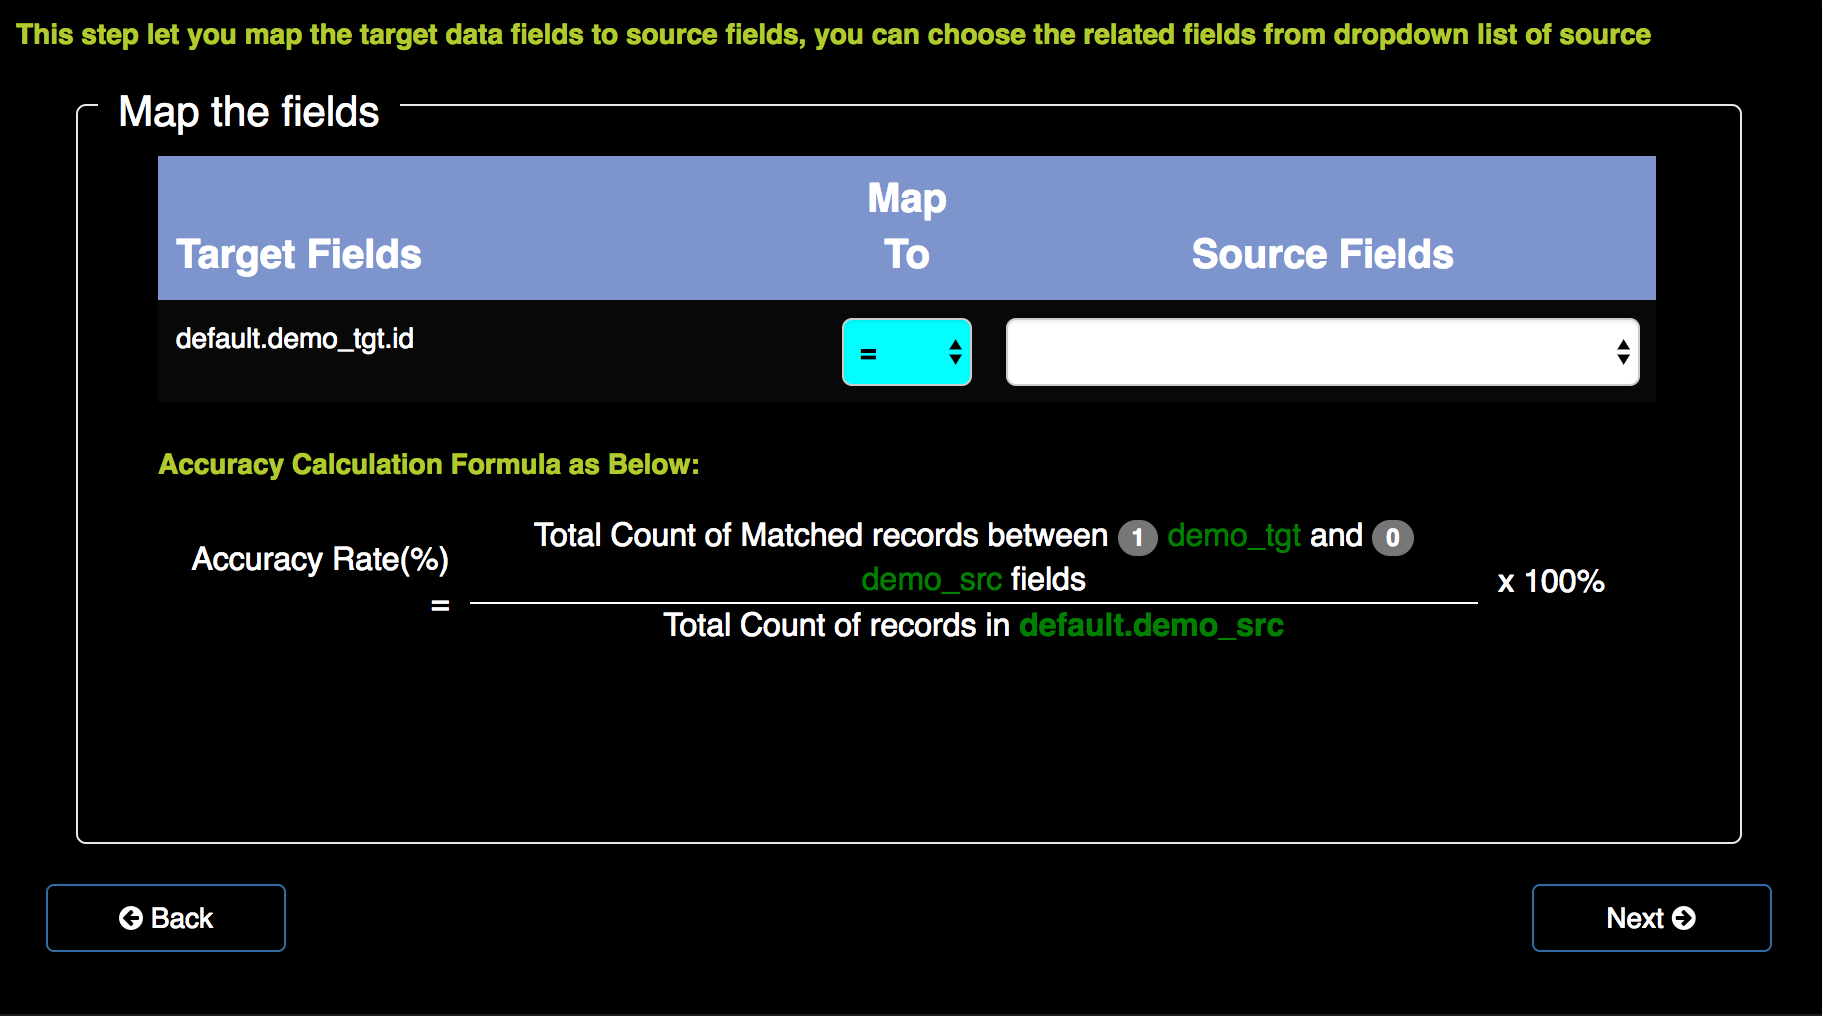 This step let you map the target data fields to source fields, you can choose the related fields from dropdown list of source
Map the fields
Map
Target Fields To Source Fields
default.demo_tgt.id =
Accuracy Calculation Formula as Below:
Total Count of Matched records between 1 demo_tgt and 0
Accuracy Rate(%)
demo_src fields
x 100%
=
Total Count of records in default.demo_src
Back Next